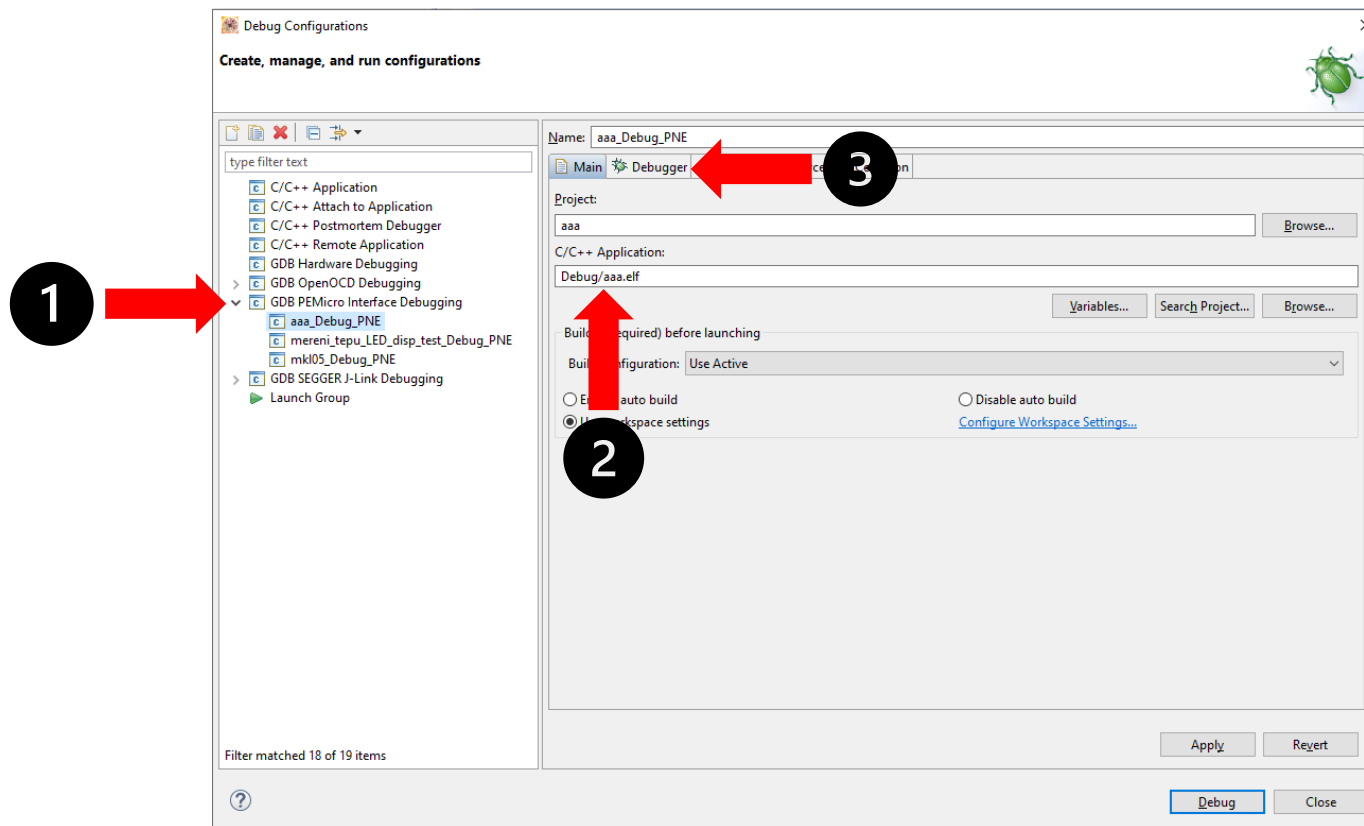 Debug Configurations
Create, manage, and run configurations
Name: aaa_Debug_PNE
type filter text
Main Debugger
3
C/C++ Application
C/C++ Attach to Application
C/C++ Postmortem Debugger
C/C++ Remote Application
GDB Hardware Debugging
GDB OpenOCD Debugging
GDB PEMicro Interface Debugging
aaa_Debug_PNE
mereni_tepu_LED_disp_test_Debug_PNE
mkl05_Debug_PNE
GDB SEGGER J-Link Debugging
Launch Group
1
Project:
aaa
Browse...
C/C++ Application:
Debug/aaa.elf
Variables...
Search Project...
Browse...
before launching
Use Active
auto build
Disable auto build
settings
Configure Workspace Settings...
2
Filter matched 18 of 19 items
Apply
Revert
Debug
Close